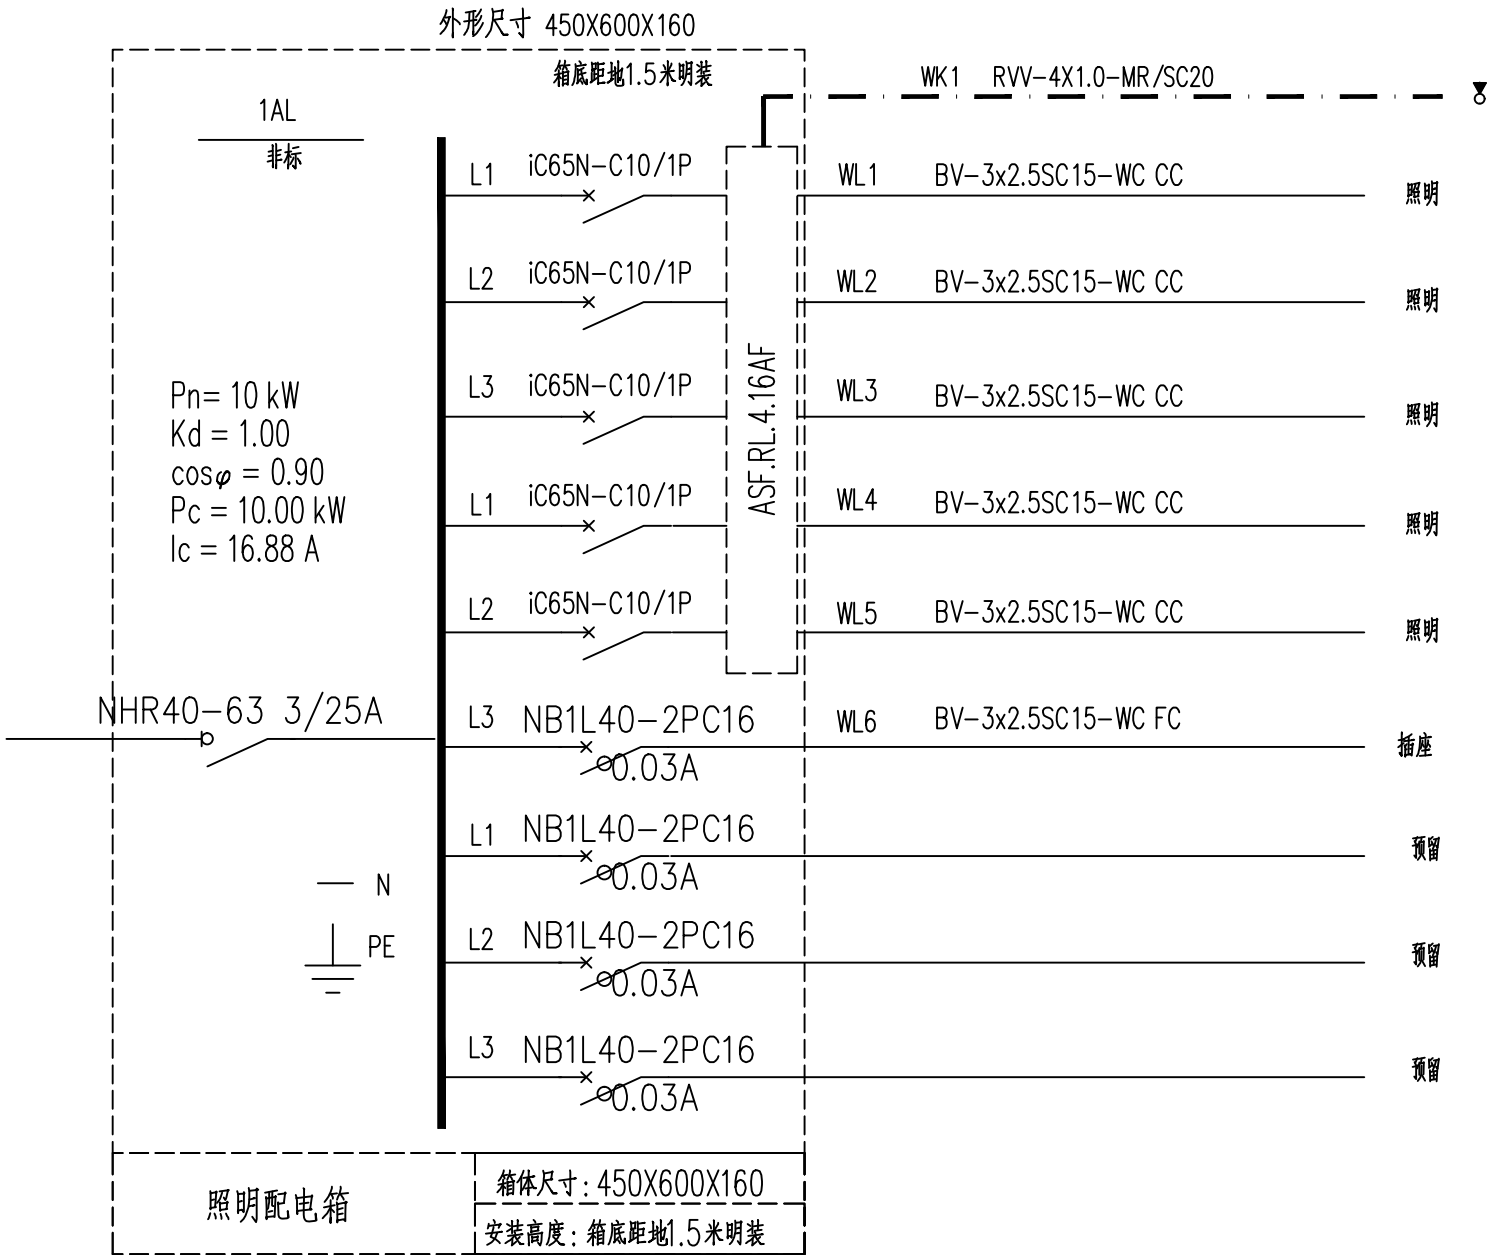 外形尺寸 450X600X160
箱底距地1.5米明装
WK1 RVV-4X1.0-MR/SC20
1AL
非标
L1 iC65N-C10/1P WL1 BV-3x2.5SC15-WC CC 照明
L2 iC65N-C10/1P WL2 BV-3x2.5SC15-WC CC 照明
L3 iC65N-C10/1P WL3 BV-3x2.5SC15-WC CC 照明
L1 iC65N-C10/1P WL4 BV-3x2.5SC15-WC CC 照明
L2 iC65N-C10/1P WL5 BV-3x2.5SC15-WC CC 照明
ASF.RL.4.16AF
Pn= 10 kW
Kd = 1.00
cosφ = 0.90
Pc = 10.00 kW
Ic = 16.88 A
NHR40-63 3/25A
L3 NB1L40-2PC16 WL6 BV-3x2.5SC15-WC FC 插座
0.03A
L1 NB1L40-2PC16 预留
0.03A
L2 NB1L40-2PC16 预留
0.03A
L3 NB1L40-2PC16 预留
0.03A
N
PE
照明配电箱
箱体尺寸：450X600X160
安装高度：箱底距地1.5米明装